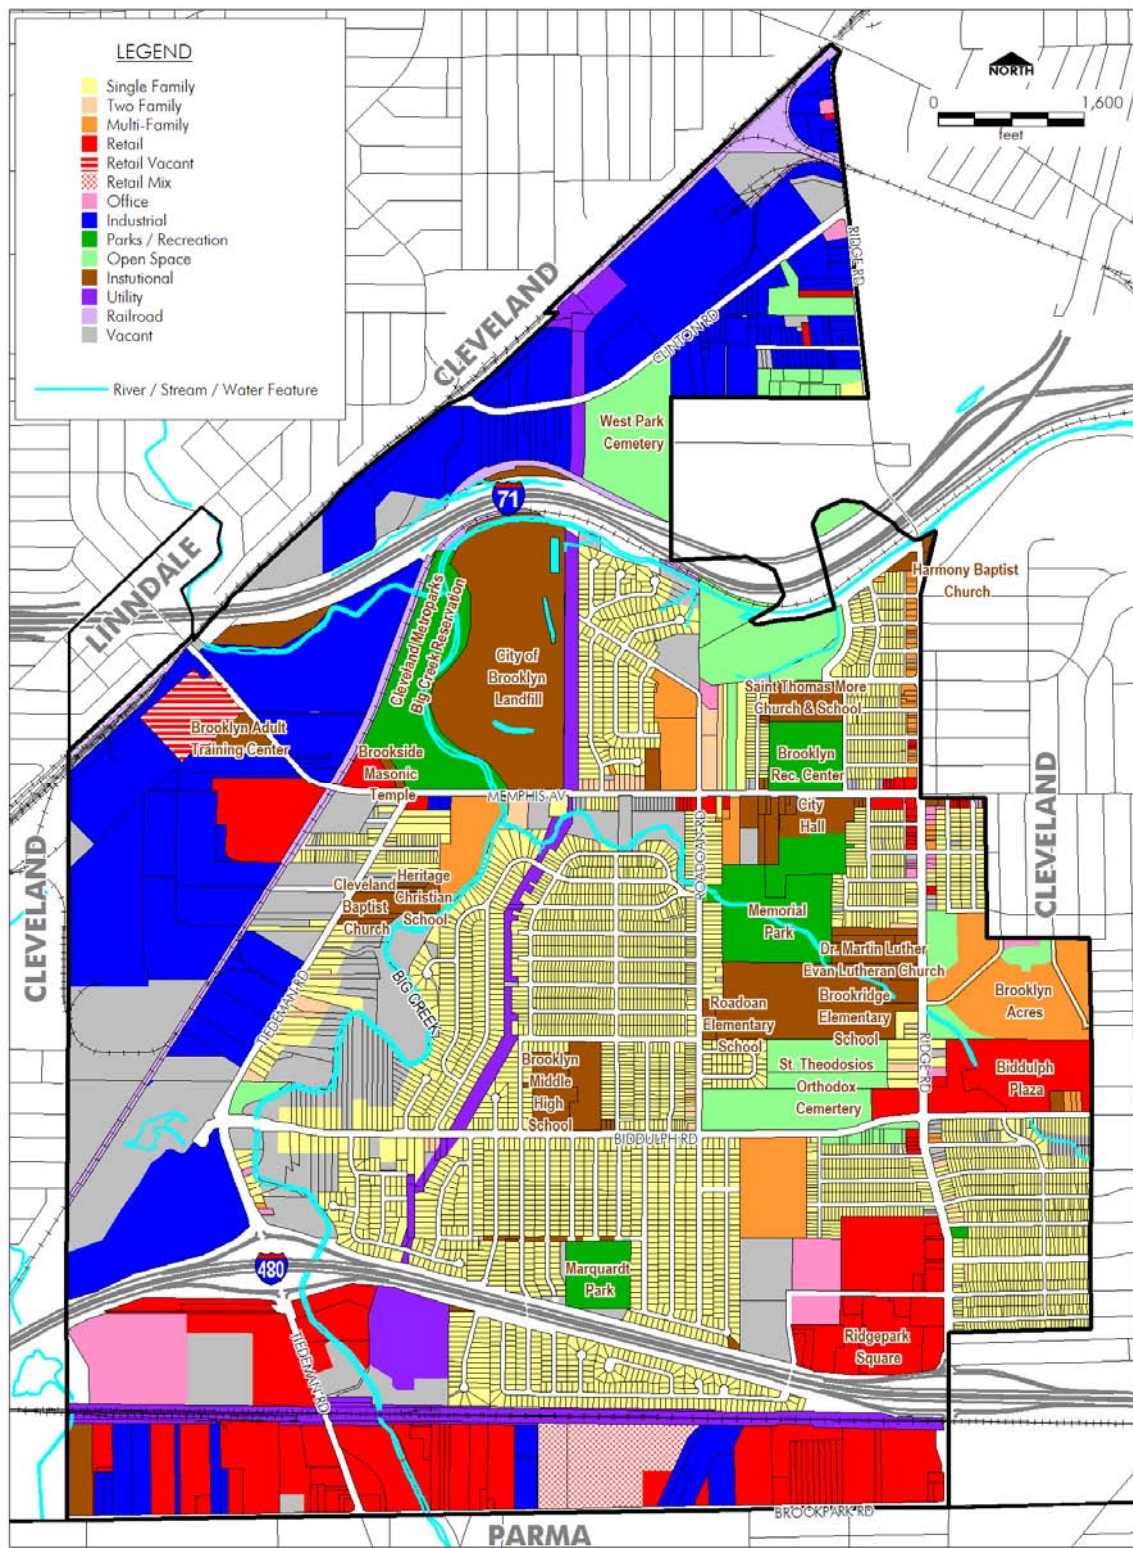 LEGEND
Single Family
Two Family
Multi-Family
Retail
Retail Vacant
Retail Mix
Office
Industrial
Parks / Recreation
Open Space
Instutional
Utility
Railroad
Vacant
River / Stream / Water Feature
NORTH
0 1,600
feet
CLEVELAND
RIDGE RD
CLINTON RD
West Park
Cemetery
71
LINNDALE
Harmony Baptist
Church
Cleveland Metroparks
Big Creek Reservation
City of
Brooklyn
Landfill
Saint Thomas More
Church & School
Brooklyn Adult
Training Center
Brookside
Masonic
Temple
Brooklyn
Rec. Center
MEMPHIS AV
City
Hall
ROADOAN RD
CLEVELAND
CLEVELAND
Cleveland
Baptist
Church
Heritage
Christian
School
Memorial
Park
Dr. Martin Luther
Evan Lutheran Church
BIG CREEK
TIEDEMAN RD
Roadoan
Elementary
School
Brookridge
Elementary
School
Brooklyn
Acres
RIDGE RD
Brooklyn
Middle
High
School
St. Theodosios
Orthodox
Cemertery
Biddulph
Plaza
BIDDULPH RD
480
Marquardt
Park
Ridgepark
Square
TIEDEMAN RD
BROOKPARK RD
PARMA